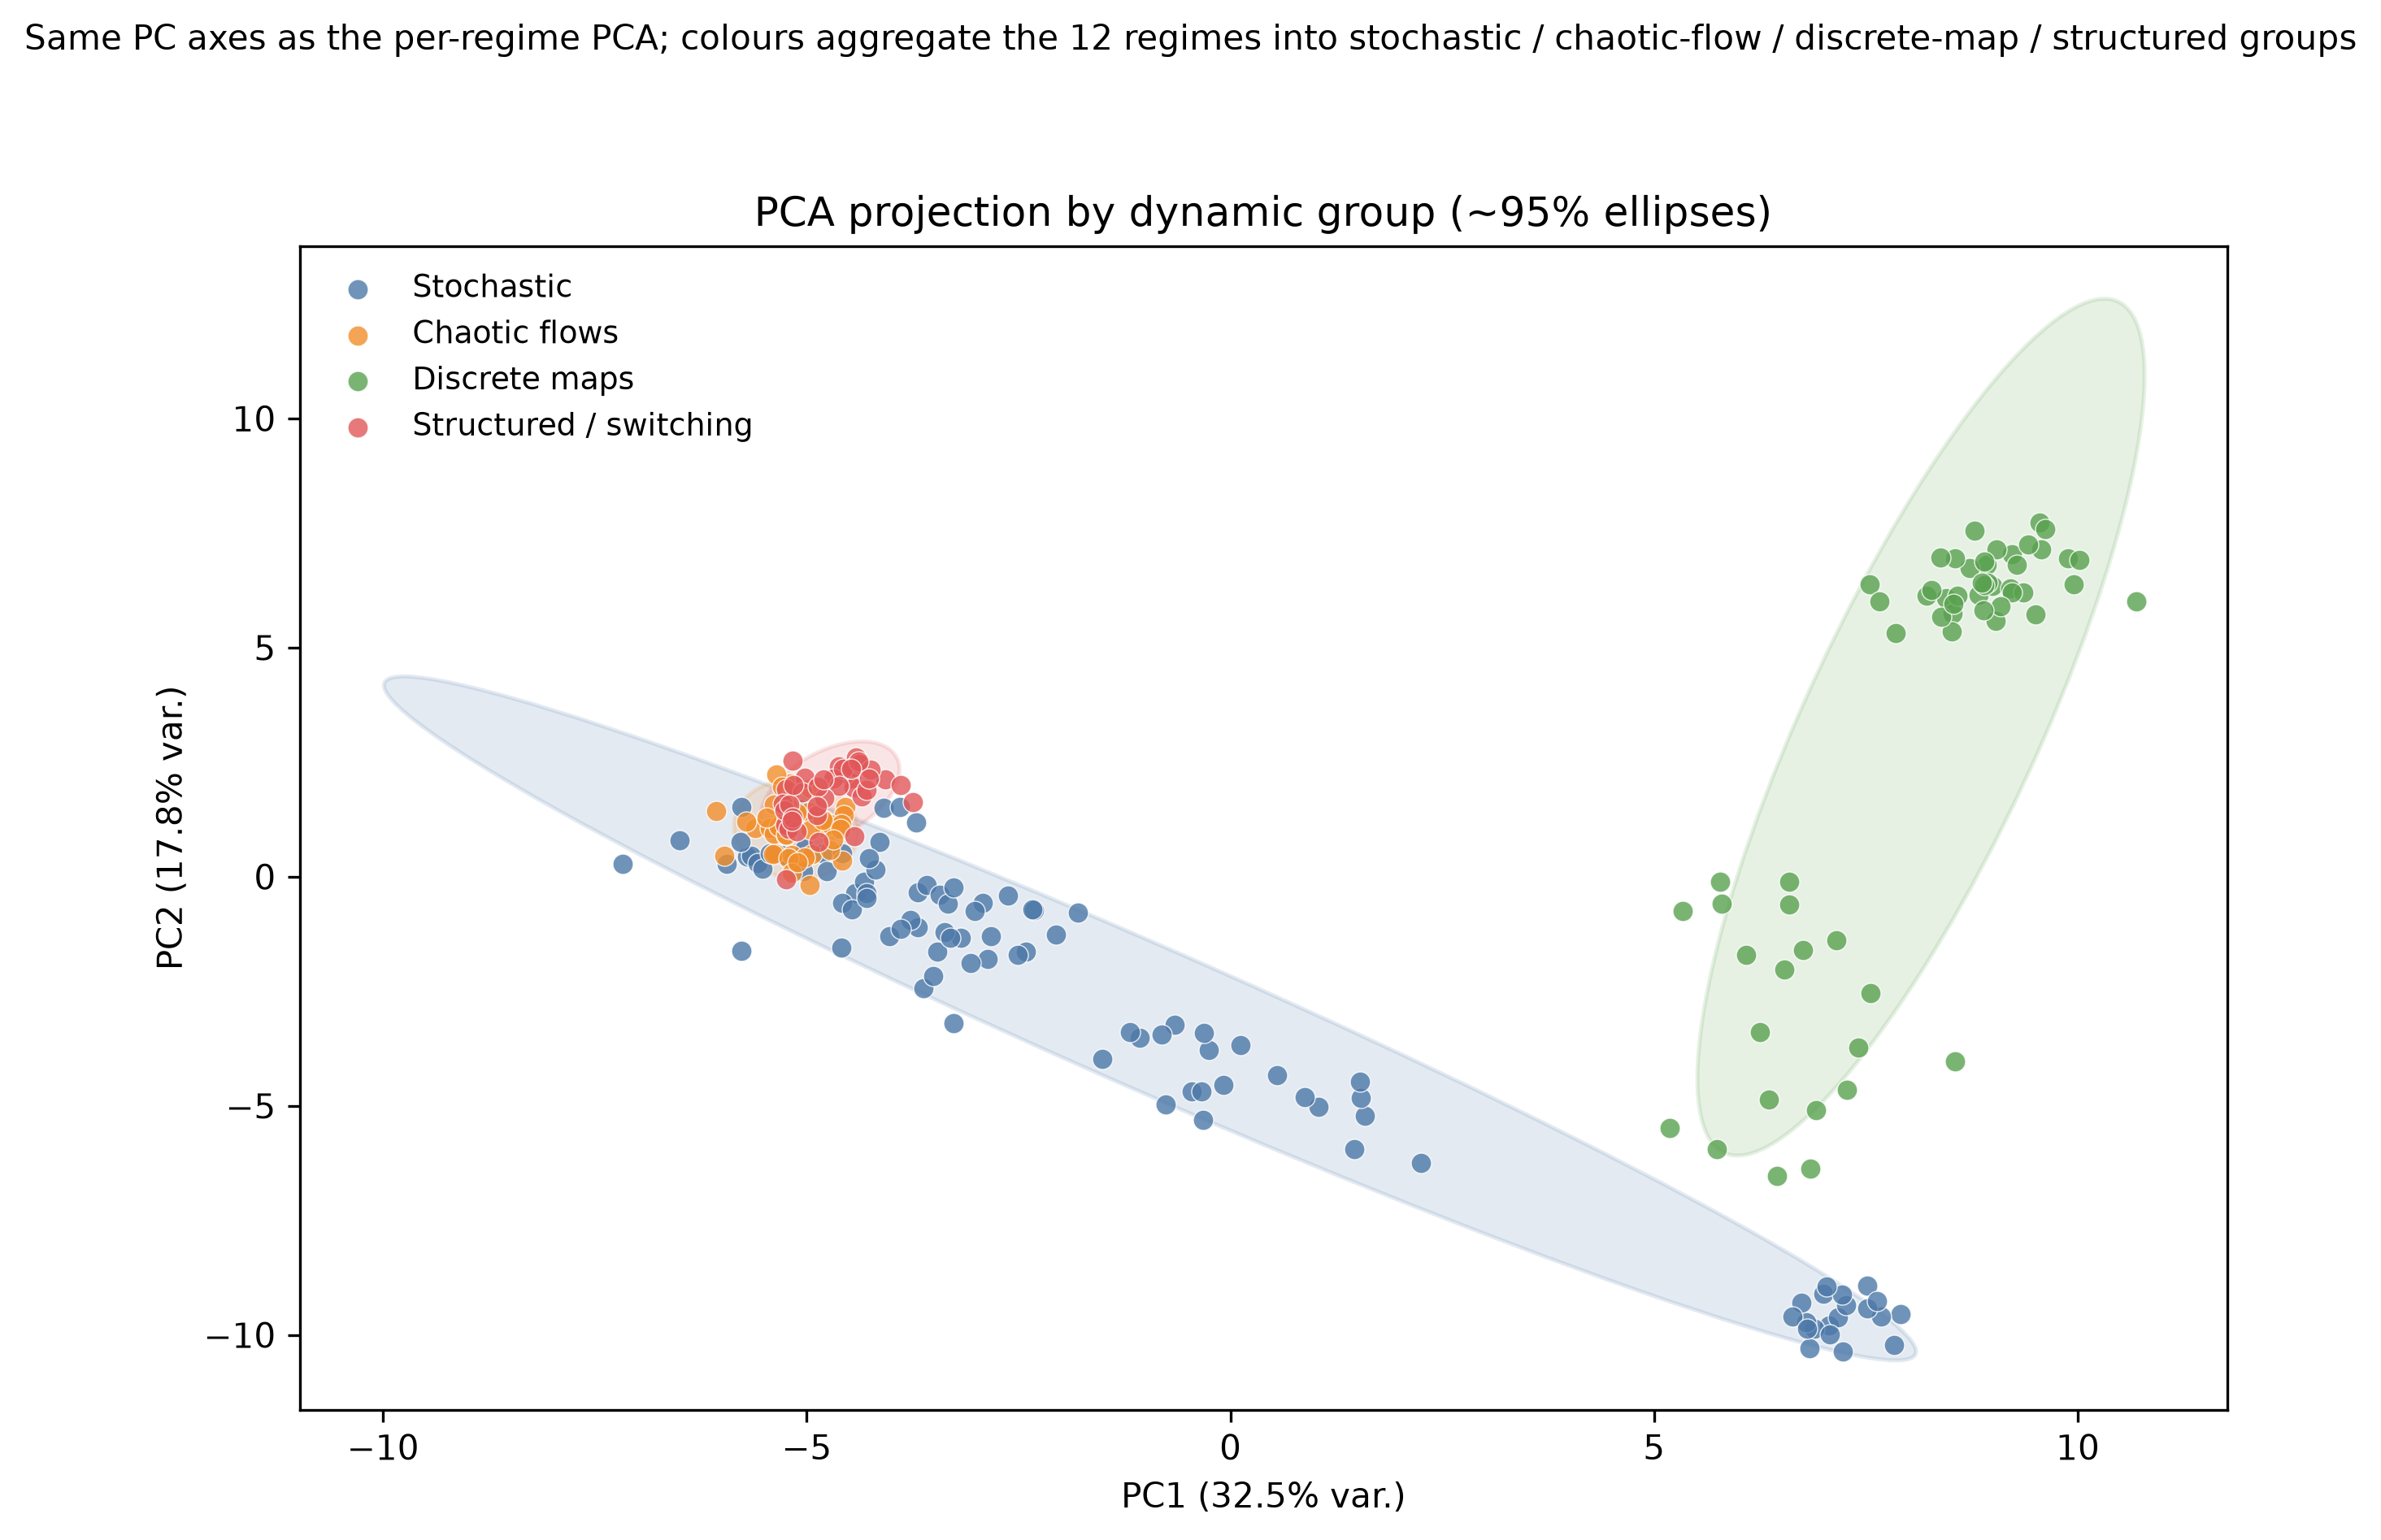 Same PC axes as the per-regime PCA; colours aggregate the 12 regimes into stochastic / chaotic-flow / discrete-map / structured groups
PCA projection by dynamic group (~95% ellipses)
Stochastic
Chaotic flows
Discrete maps
Structured / switching
10
5
0
−5
−10
PC2 (17.8% var.)
−10
−5
0
5
10
PC1 (32.5% var.)